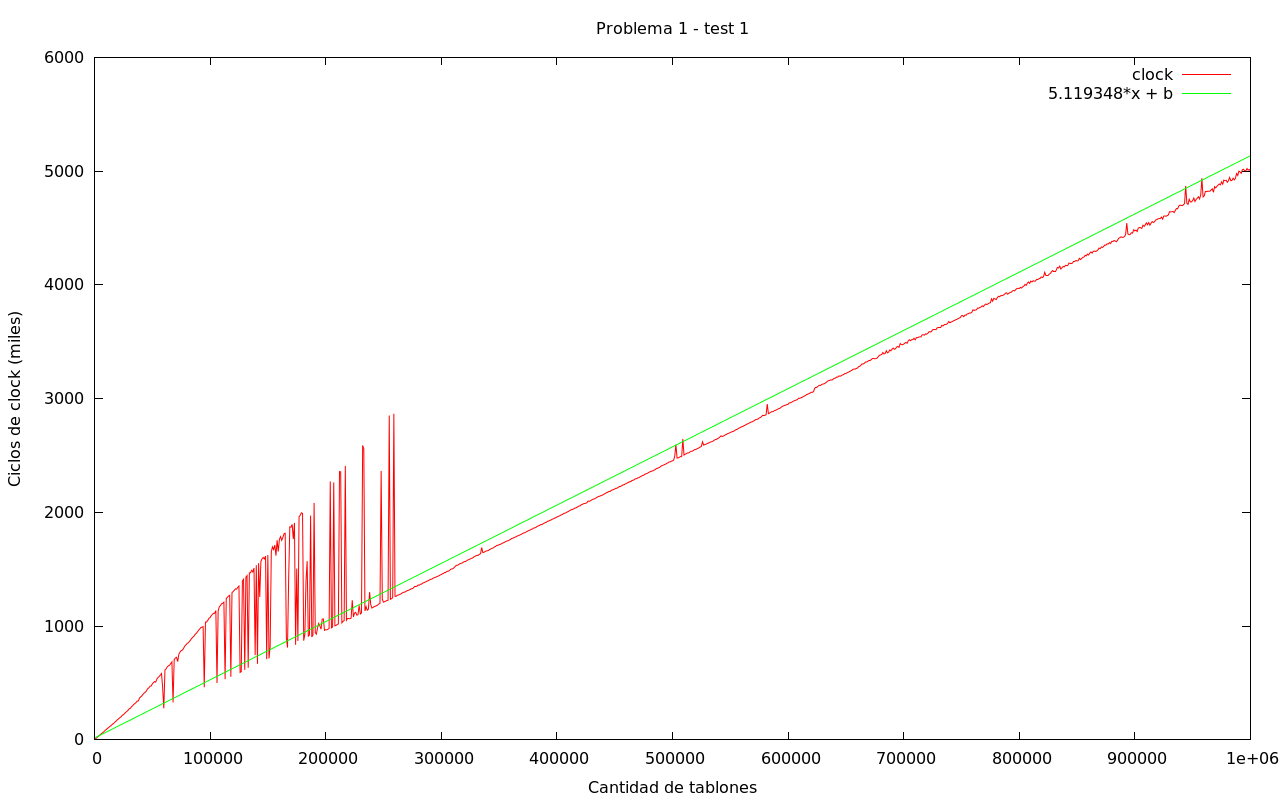 Problema 1 - test 1
clock
5.119348*x + b
6000
5000
4000
3000
2000
1000
0
Ciclos de clock (miles)
0 100000 200000 300000 400000 500000 600000 700000 800000 900000 1e+06
Cantidad de tablones